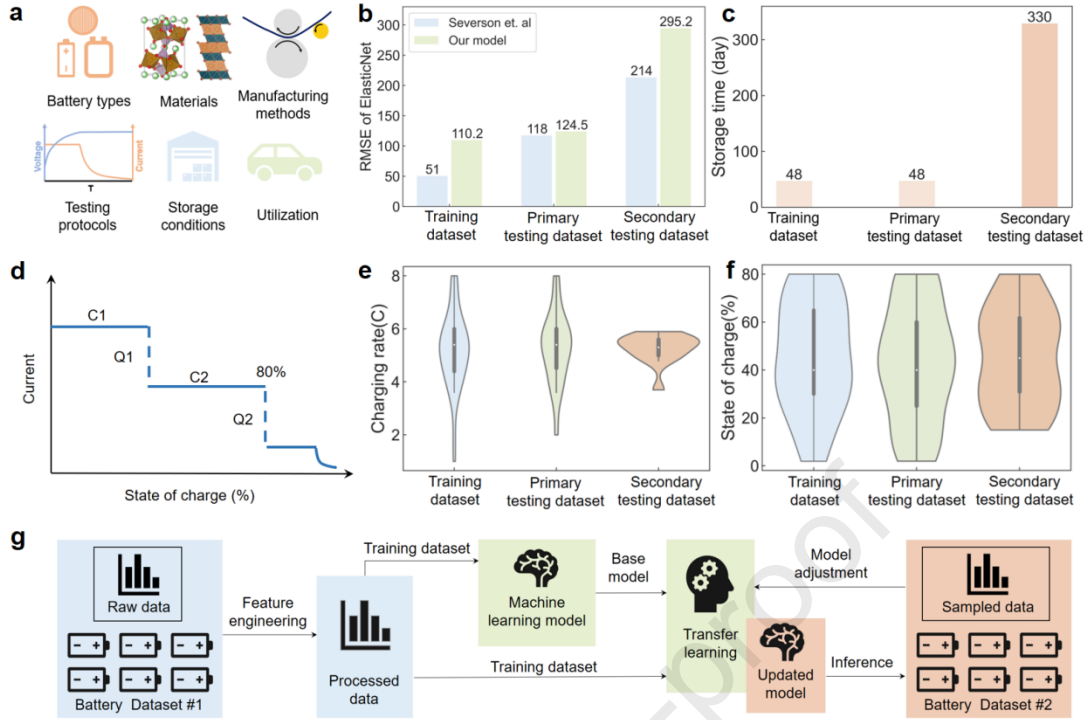 a
Battery types
Materials
Manufacturing
methods
Voltage
Current
T
Testing
protocols
Storage
conditions
Utilization
b
RMSE of ElasticNet
300
250
200
150
100
50
0
Severson et. al
Our model
51
110.2
118
124.5
214
295.2
Training
dataset
Primary
testing dataset
Secondary
testing dataset
c
Storage time (day)
300
200
100
0
48
48
330
Training
dataset
Primary
testing dataset
Secondary
testing dataset
d
Current
C1
Q1
C2
80%
Q2
State of charge (%)
e
Charging rate(C)
8
6
4
2
Training
dataset
Primary
testing dataset
Secondary
testing dataset
f
State of charge(%)
80
60
40
20
0
Training
dataset
Primary
testing dataset
Secondary
testing dataset
g
Raw data
Battery Dataset #1
Feature
engineering
Processed
data
Training dataset
Machine
learning model
Base
model
Training dataset
Transfer
learning
Updated
model
Model
adjustment
Inference
Sampled data
Battery Dataset #2